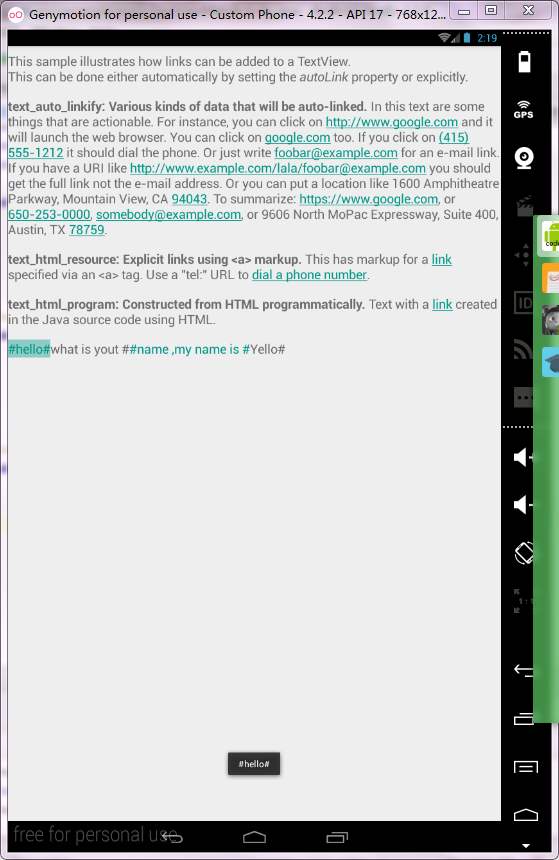 Genymotion for personal use - Custom Phone - 4.2.2 - API 17 - 768x12...
2:19
This sample illustrates how links can be added to a TextView.
This can be done either automatically by setting the autoLink property or explicitly.
text_auto_linkify: Various kinds of data that will be auto-linked. In this text are some
things that are actionable. For instance, you can click on http://www.google.com and it
will launch the web browser. You can click on google.com too. If you click on (415)
555-1212 it should dial the phone. Or just write foobar@example.com for an e-mail link.
If you have a URI like http://www.example.com/lala/foobar@example.com you should
get the full link not the e-mail address. Or you can put a location like 1600 Amphitheatre
Parkway, Mountain View, CA 94043. To summarize: https://www.google.com, or
650-253-0000, somebody@example.com, or 9606 North MoPac Expressway, Suite 400,
Austin, TX 78759.
text_html_resource: Explicit links using <a> markup. This has markup for a link
specified via an <a> tag. Use a "tel:" URL to dial a phone number.
text_html_program: Constructed from HTML programmatically. Text with a link created
in the Java source code using HTML.
#hello#what is yout ##name ,my name is #Yello#
#hello#
free for personal use
GPS
ID
1:1
code